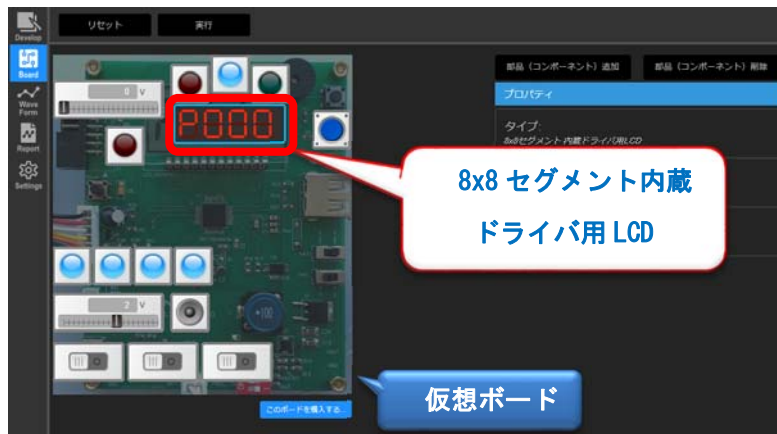 リセット
実行
Develop
Board
Wave
Form
Report
Settings
0 V
P000
2 V
+100
このボードを購入する...
部品（コンポーネント）追加
部品（コンポーネント）削除
プロパティ
タイプ:
8x8セグメント内蔵ドライバ用LCD
8x8 セグメント内蔵
ドライバ用 LCD
仮想ボード